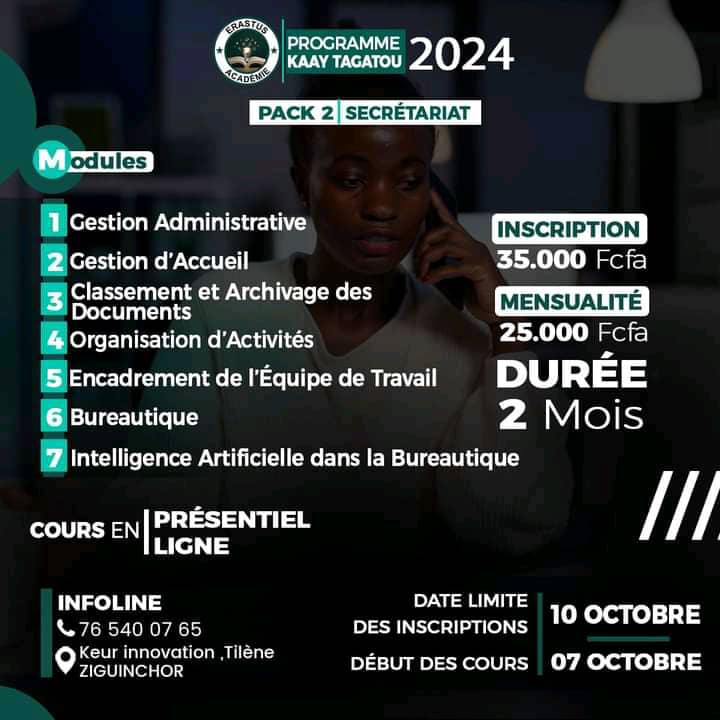 ERASTUS
ACADÉMIE
PROGRAMME
KAAY TAGATOU
2024
PACK 2 | SECRÉTARIAT
Modules
1 Gestion Administrative
2 Gestion d'Accueil
3 Classement et Archivage des
Documents
4 Organisation d'Activités
5 Encadrement de l'Équipe de Travail
6 Bureautique
7 Intelligence Artificielle dans la Bureautique
INSCRIPTION
35.000 Fcfa
MENSUALITÉ
25.000 Fcfa
DURÉE
2 Mois
COURS EN
PRÉSENTIEL
LIGNE
INFOLINE
76 540 07 65
Keur innovation ,Tilène
ZIGUINCHOR
DATE LIMITE
DES INSCRIPTIONS
10 OCTOBRE
DÉBUT DES COURS
07 OCTOBRE